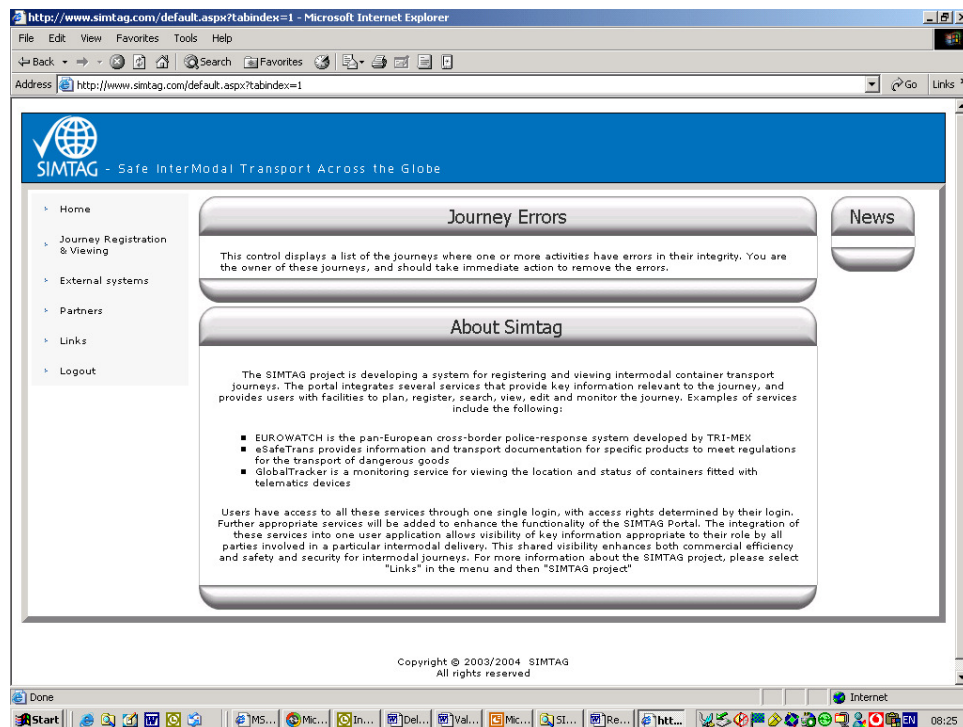 http://www.simtag.com/default.aspx?tabindex=1 - Microsoft Internet Explorer
File Edit View Favorites Tools Help
Back Search Favorites
Address http://www.simtag.com/default.aspx?tabindex=1 Go Links
SIMTAG - Safe InterModal Transport Across the Globe
Home
Journey Registration
& Viewing
External systems
Partners
Links
Logout
Journey Errors
This control displays a list of the journeys where one or more activities have errors in their integrity. You are
the owner of these journeys, and should take immediate action to remove the errors.
About Simtag
The SIMTAG project is developing a system for registering and viewing intermodal container transport
journeys. The portal integrates several services that provide key information relevant to the journey, and
provides users with facilities to plan, register, search, view, edit and monitor the journey. Examples of services
include the following:
EUROWATCH is the pan-European cross-border police-response system developed by TRI-MEX
eSafeTrans provides information and transport documentation for specific products to meet regulations
for the transport of dangerous goods
GlobalTracker is a monitoring service for viewing the location and status of containers fitted with
telematics devices
Users have access to all these services through one single login, with access rights determined by their login.
Further appropriate services will be added to enhance the functionality of the SIMTAG Portal. The integration of
these services into one user application allows visibility of key information appropriate to their role by all
parties involved in a particular intermodal delivery. This shared visibility enhances both commercial efficiency
and safety and security for intermodal journeys. For more information about the SIMTAG project, please select
"Links" in the menu and then "SIMTAG project"
News
Copyright © 2003/2004 SIMTAG
All rights reserved
Done Internet
Start MS... Mic... In... Del... Val... Mic... SI... Re... htt... EN 08:25